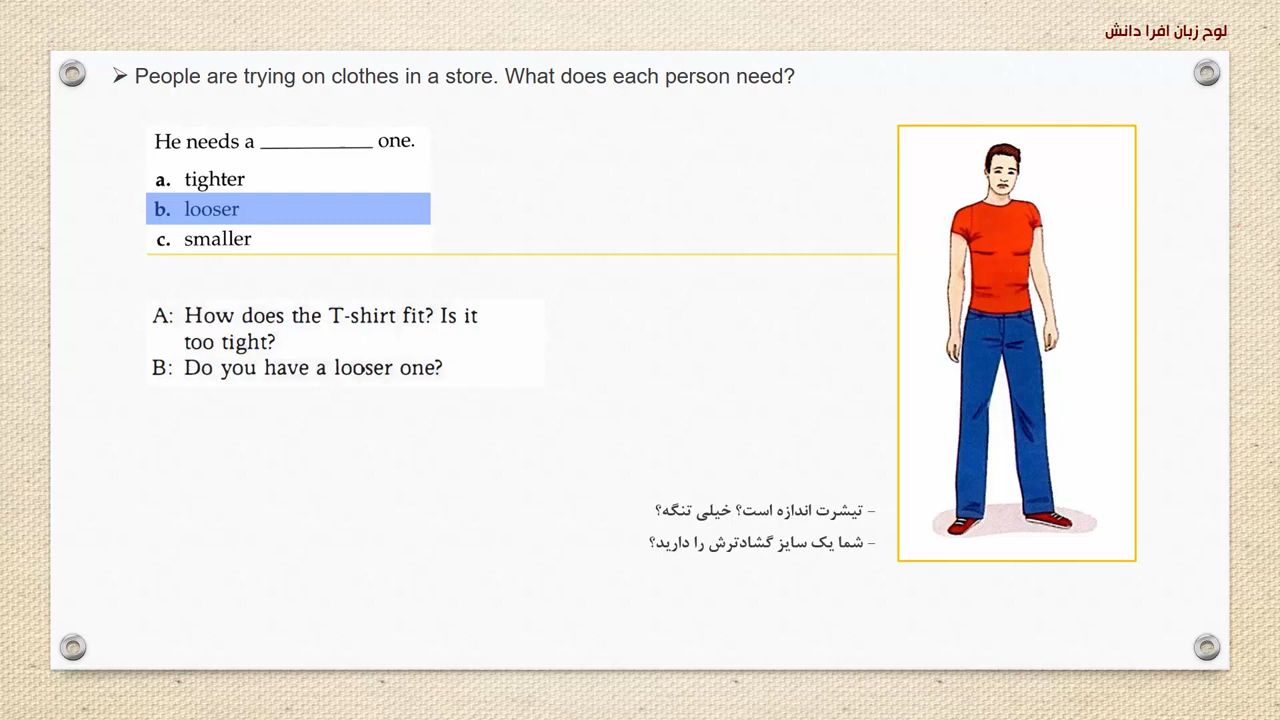 لوح زبان افرا دانش
➢ People are trying on clothes in a store. What does each person need?
He needs a __________ one.
a. tighter
b. looser
c. smaller
A: How does the T-shirt fit? Is it
too tight?
B: Do you have a looser one?
- تیشرت اندازه است؟ خیلی تنگه؟
- شما یک سایز گشادترش را دارید؟